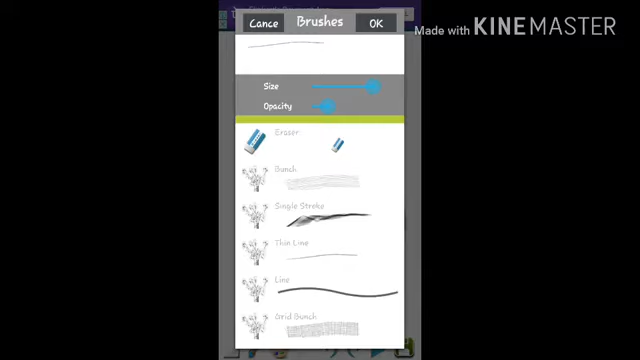 Cance
Brushes
OK
Made with KINEMASTER
Size
Opacity
Eraser
Bunch
Single Stroke
Thin Line
Line
Grid Bunch